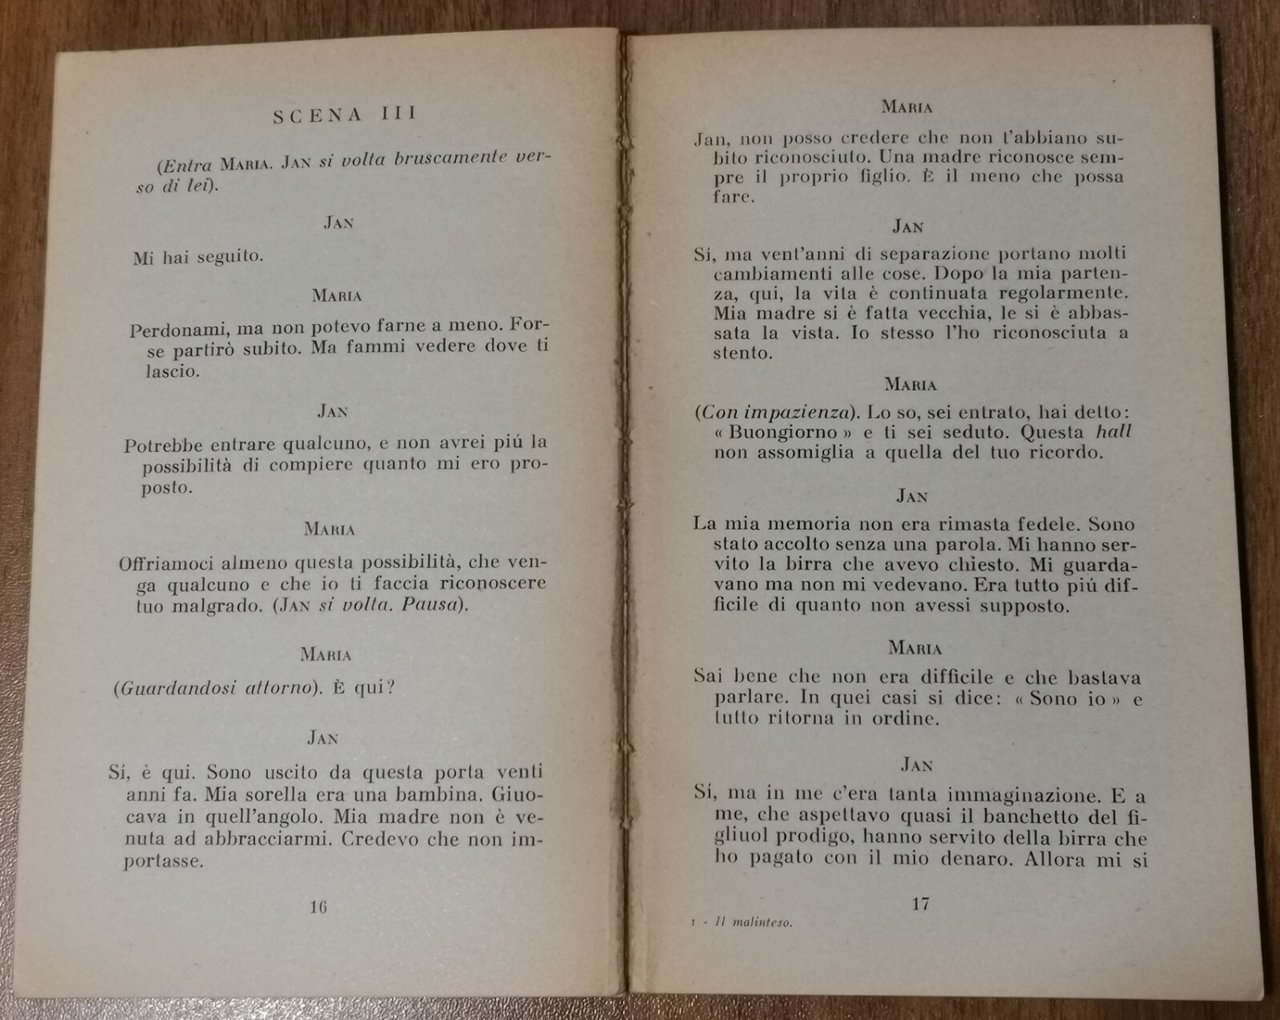 SCENA III
(Entra MARIA. JAN si volta bruscamente ver-
so di lei).
JAN
Mi hai seguito.
MARIA
Perdonami, ma non potevo farne a meno. For-
se partirò subito. Ma fammi vedere dove ti
lascio.
JAN
Potrebbe entrare qualcuno, e non avrei piú la
possibilità di compiere quanto mi ero pro-
posto.
MARIA
Offriamoci almeno questa possibilità, che ven-
ga qualcuno e che io ti faccia riconoscere
tuo malgrado. (JAN si volta. Pausa).
MARIA
(Guardandosi attorno). È qui?
JAN
Sí, è qui. Sono uscito da questa porta venti
anni fa. Mia sorella era una bambina. Giuo-
cava in quell'angolo. Mia madre non è ve-
nuta ad abbracciarmi. Credevo che non im-
portasse.
16
MARIA
Jan, non posso credere che non t'abbiano su-
bito riconosciuto. Una madre riconosce sem-
pre il proprio figlio. È il meno che possa
fare.
JAN
Sí, ma vent'anni di separazione portano molti
cambiamenti alle cose. Dopo la mia parten-
za, qui, la vita è continuata regolarmente.
Mia madre si è fatta vecchia, le si è abbas-
sata la vista. Io stesso l'ho riconosciuta a
stento.
MARIA
(Con impazienza). Lo so, sei entrato, hai detto:
« Buongiorno » e ti sei seduto. Questa hall
non assomiglia a quella del tuo ricordo.
JAN
La mia memoria non era rimasta fedele. Sono
stato accolto senza una parola. Mi hanno ser-
vito la birra che avevo chiesto. Mi guarda-
vano ma non mi vedevano. Era tutto piú dif-
ficile di quanto non avessi supposto.
MARIA
Sai bene che non era difficile e che bastava
parlare. In quei casi si dice: « Sono io » e
tutto ritorna in ordine.
JAN
Sí, ma in me c'era tanta immaginazione. E a
me, che aspettavo quasi il banchetto del fi-
gliuol prodigo, hanno servito della birra che
ho pagato con il mio denaro. Allora mi si
17
1 - Il malinteso.